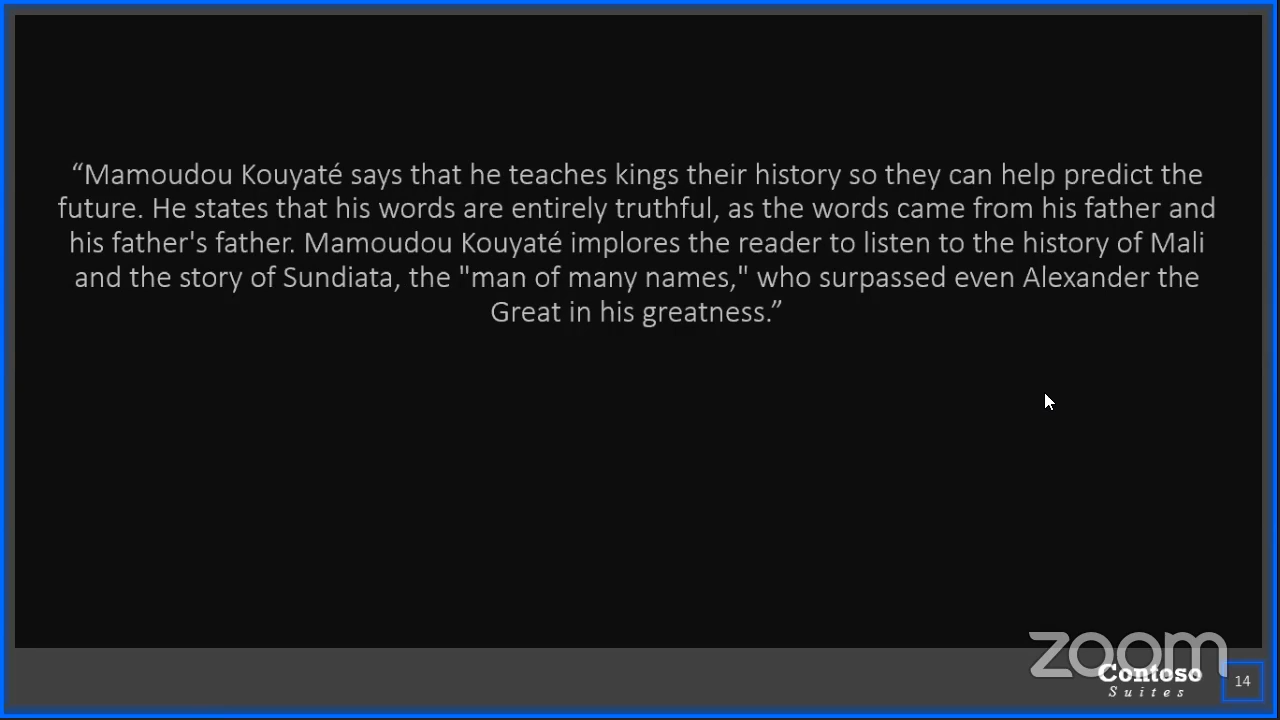 “Mamoudou Kouyaté says that he teaches kings their history so they can help predict the
future. He states that his words are entirely truthful, as the words came from his father and
his father's father. Mamoudou Kouyaté implores the reader to listen to the history of Mali
and the story of Sundiata, the "man of many names," who surpassed even Alexander the
Great in his greatness.”
zoom
Contoso
Suites
14